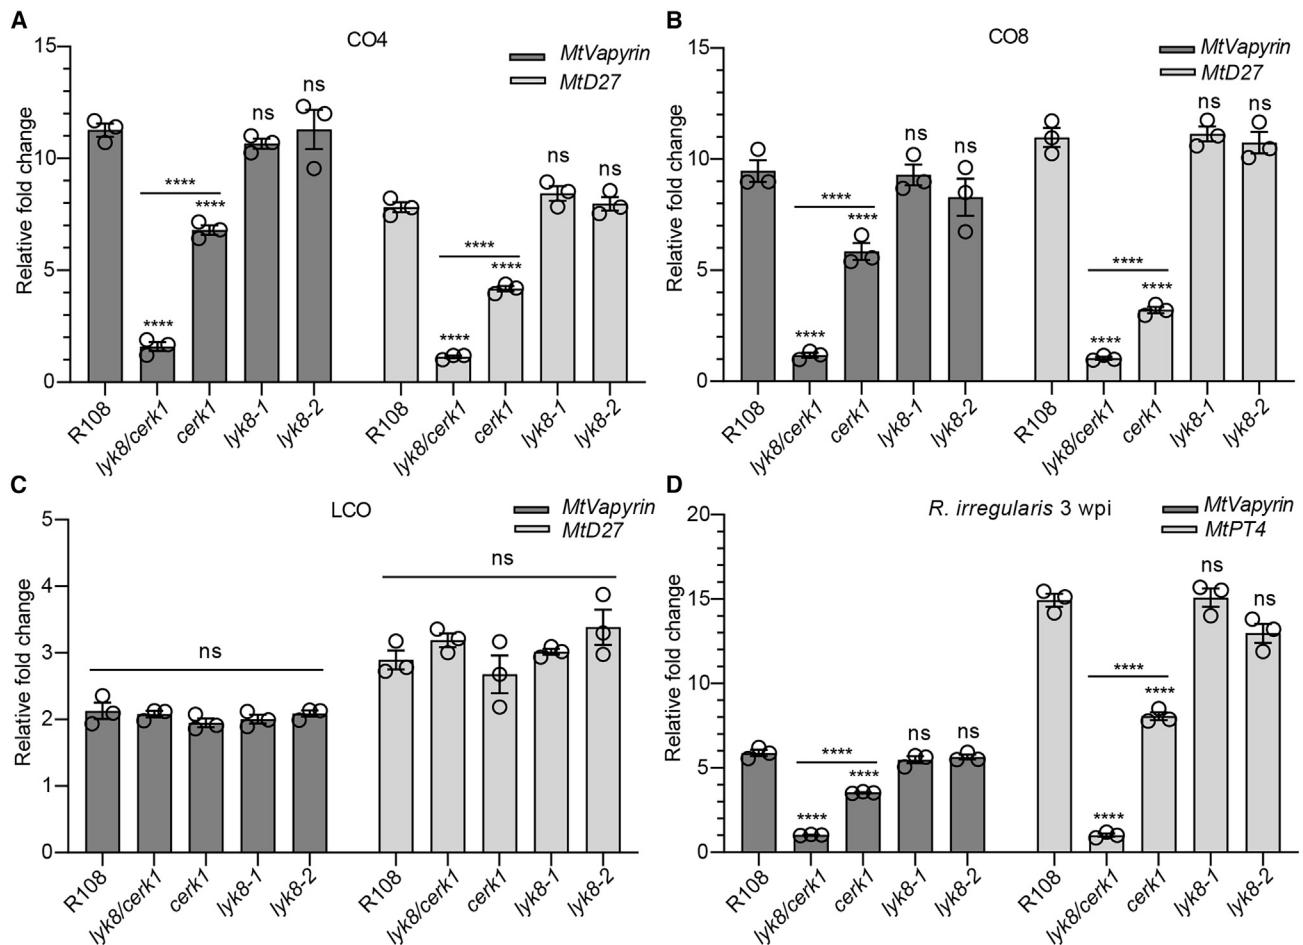 A
CO4
MtVapyrin
MtD27
Relative fold change
15
10
5
0
ns
ns
****
****
****
ns
ns
****
****
****
R108
lyk8/cerk1
cerk1
lyk8-1
lyk8-2
R108
lyk8/cerk1
cerk1
lyk8-1
lyk8-2
B
CO8
MtVapyrin
MtD27
Relative fold change
15
10
5
0
ns
ns
****
****
****
ns
ns
****
****
****
R108
lyk8/cerk1
cerk1
lyk8-1
lyk8-2
R108
lyk8/cerk1
cerk1
lyk8-1
lyk8-2
C
LCO
MtVapyrin
MtD27
Relative fold change
5
4
3
2
1
0
ns
ns
R108
lyk8/cerk1
cerk1
lyk8-1
lyk8-2
R108
lyk8/cerk1
cerk1
lyk8-1
lyk8-2
D
R. irregularis 3 wpi
MtVapyrin
MtPT4
Relative fold change
20
15
10
5
0
****
****
****
ns
ns
****
****
****
ns
ns
R108
lyk8/cerk1
cerk1
lyk8-1
lyk8-2
R108
lyk8/cerk1
cerk1
lyk8-1
lyk8-2